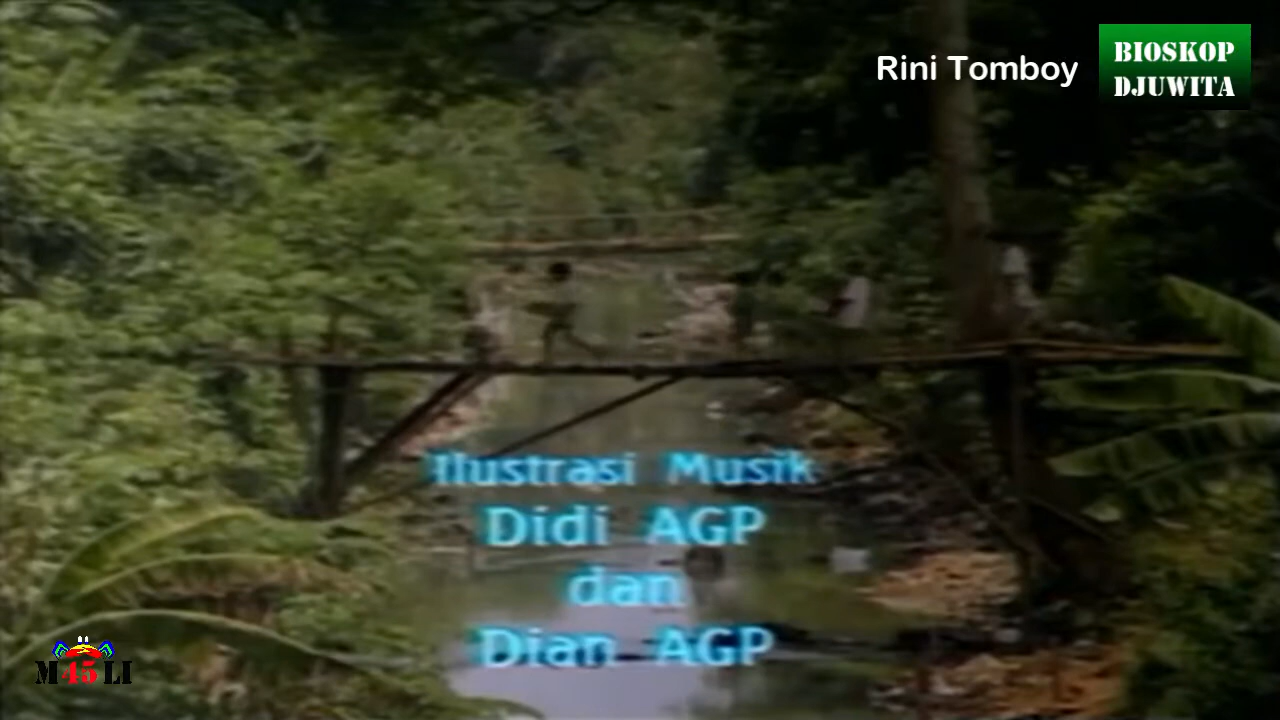 Rini Tomboy
BIOSKOP
DJUWITA
Ilustrasi Musik
Didi AGP
dan
Dian AGP
M45LI